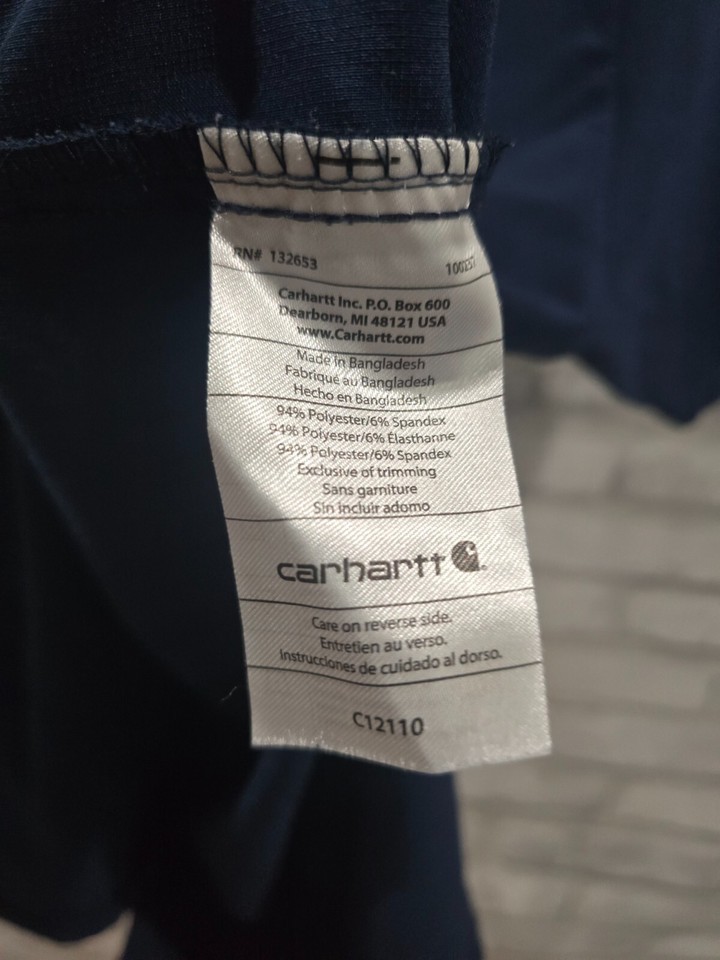 RN# 132653
Carhartt Inc. P.O. Box 600
Dearborn, MI 48121 USA
www.Carhartt.com
Made in Bangladesh
Fabriqué au Bangladesh
Hecho en Bangladesh
94% Polyester/6% Spandex
94% Polyester/6% Élasthanne
94% Polyester/6% Spandex
Exclusive of trimming
Sans garniture
Sin incluir adorno
carhartt
Care on reverse side.
Entretien au verso.
Instrucciones de cuidado al dorso.
C12110